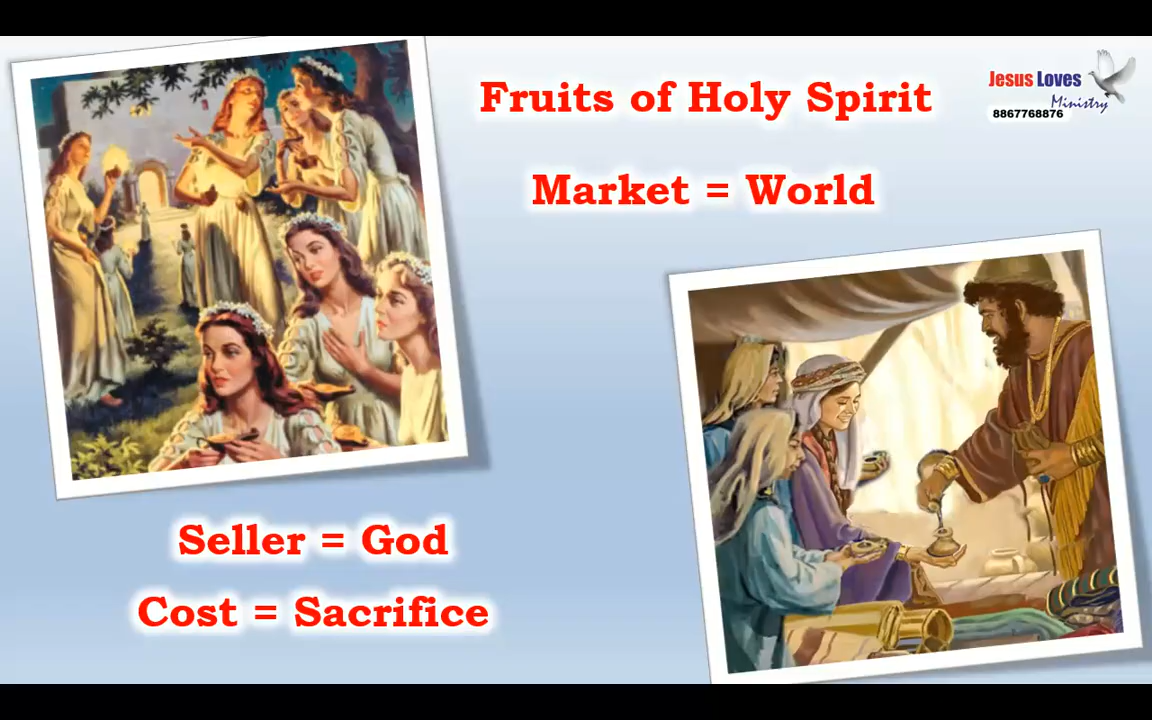 Fruits of Holy Spirit
Jesus Loves
Ministry
8867768876
Market = World
Seller = God
Cost = Sacrifice